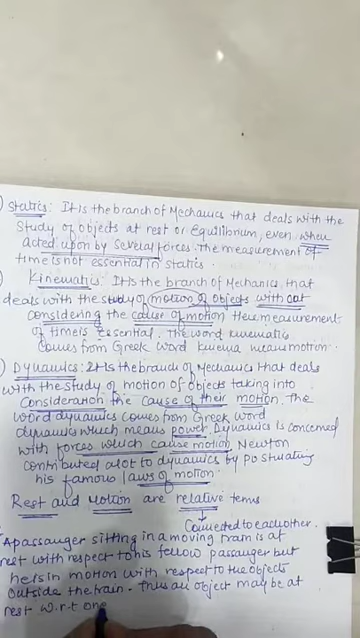 ) Statics: It is the branch of Mechanics that deals with the
Study of objects at rest or Equilibrium, even when
acted upon by several forces. The measurement of
time is not essential in statics.
) Kinematics: It is the branch of Mechanics, that
deals with the study of motion of objects with out
considering the cause of motion Here measurement
of time is Essential. The word kinematic
Comes from Greek word kinema means motion.
) Dynamics: It is the branch of Mechanics that deals
with the study of motion of objects taking into
Consideration the cause of their motion. The
word dynamics comes from Greek word
dynamis which means power. Dynamics is concerned
with forces which cause motion Newton
contributed a lot to dynamics by postuating
his famous laws of motion.
Rest and Motion are relative terms
Connected to each other.
A passanger sitting in a moving train is at
rest with respect to his fellow passanger but
he is in motion with respect to the objects
outside the train. Thus an object may be at
rest w.r.t one